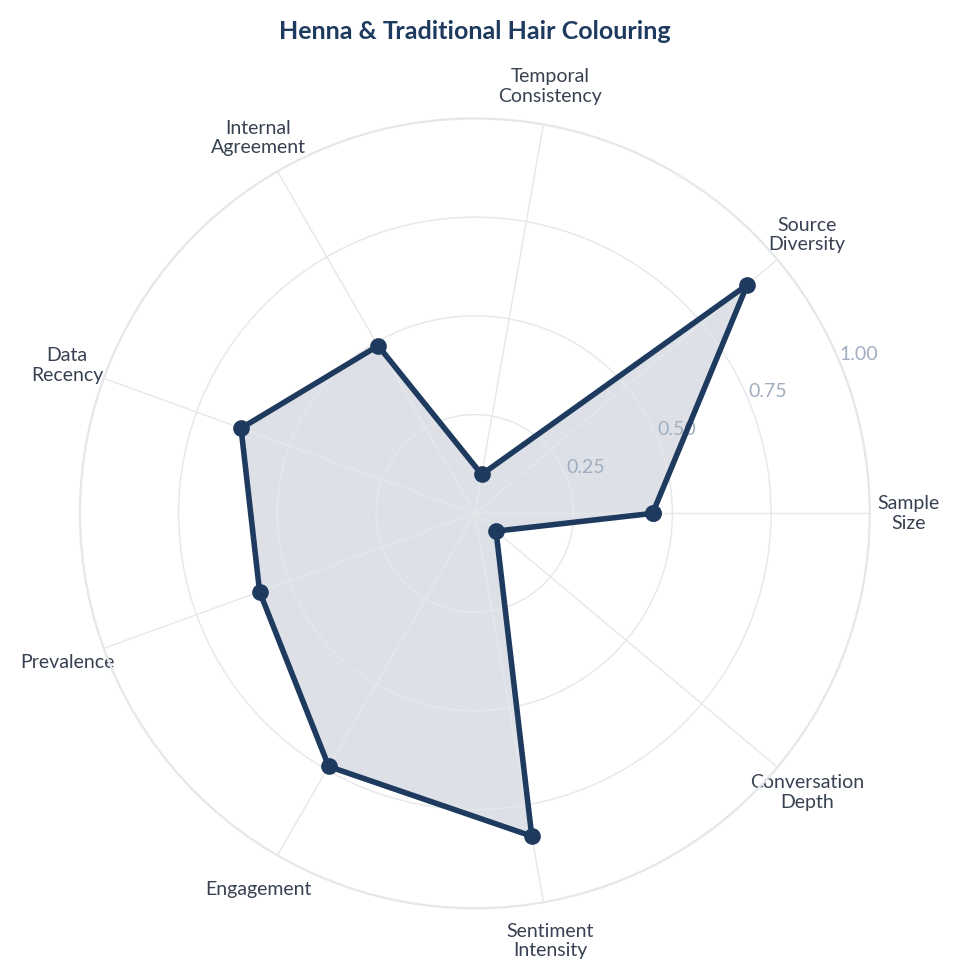 Henna & Traditional Hair Colouring
Temporal
Consistency
Internal
Agreement
Source
Diversity
Data
Recency
1.00
0.75
0.50
0.25
Sample
Size
Prevalence
Conversation
Depth
Engagement
Sentiment
Intensity